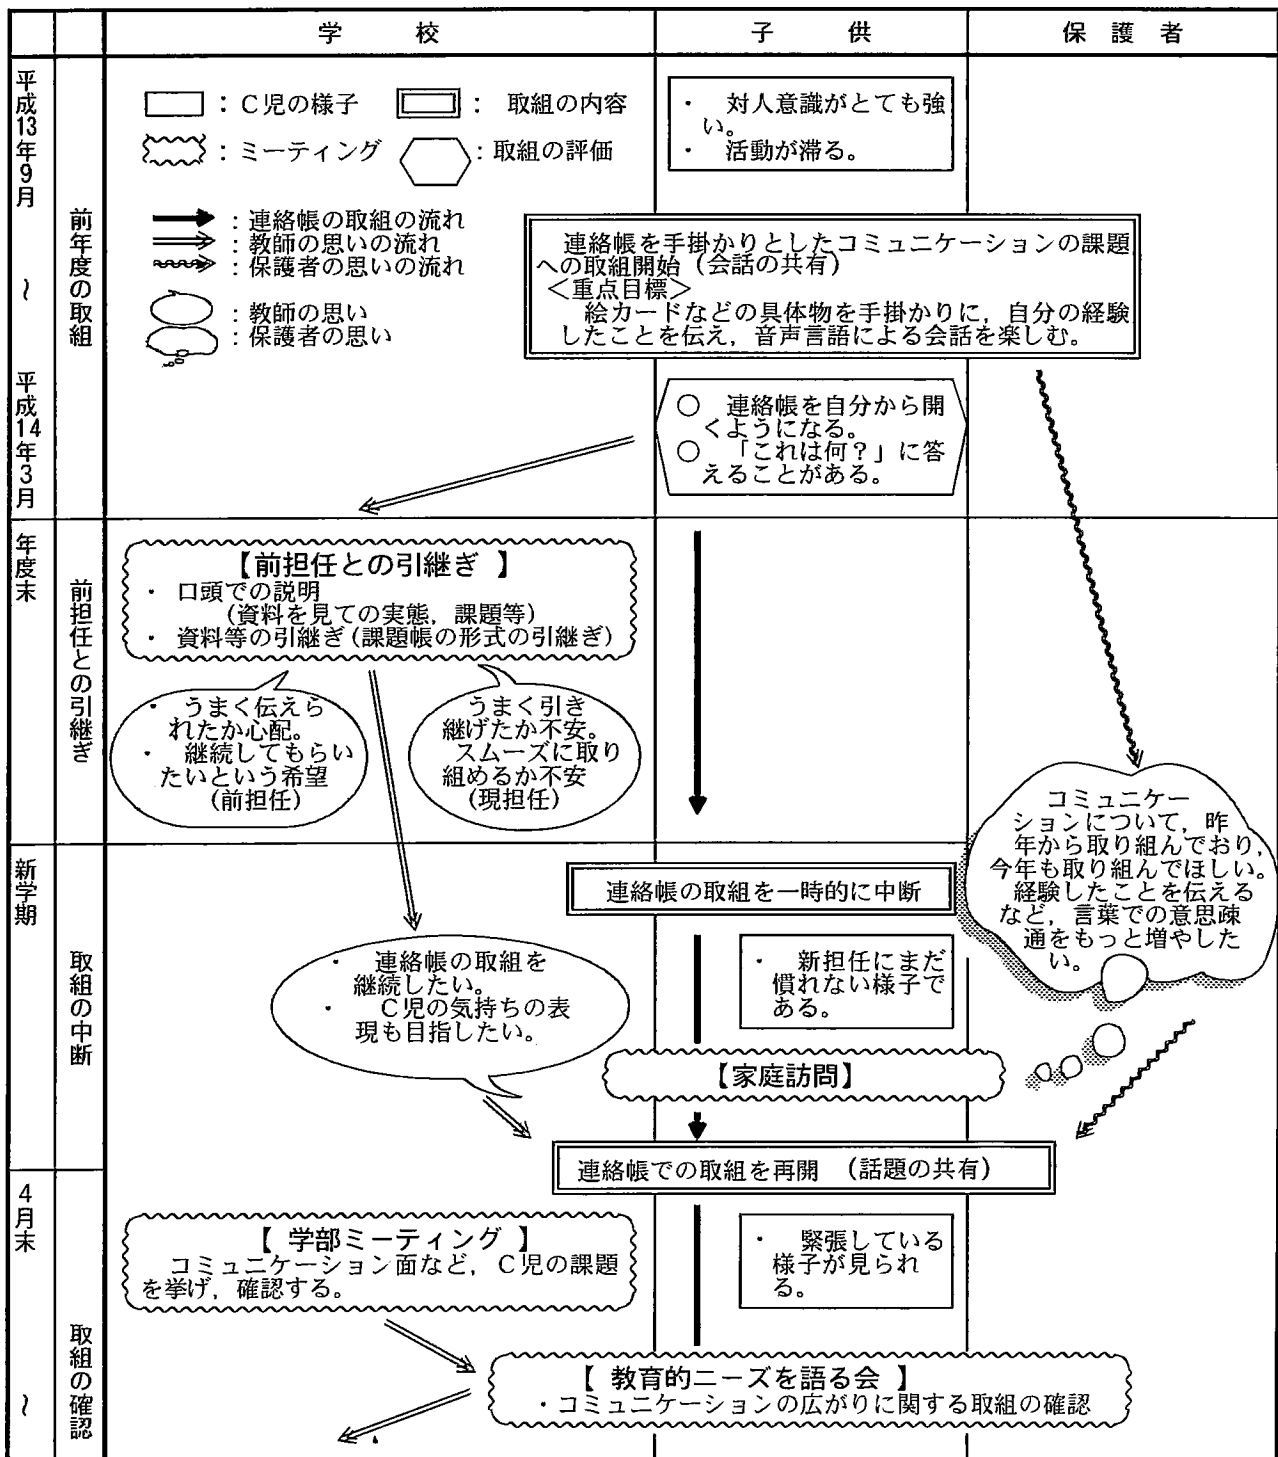 学校
子供
保護者
平成13年9月
～
平成14年3月
前年度の取組
：C児の様子
：取組の内容
：ミーティング
：取組の評価
：連絡帳の取組の流れ
：教師の思いの流れ
：保護者の思いの流れ
：教師の思い
：保護者の思い
・ 対人意識がとても強
い。
・ 活動が滞る。
連絡帳を手掛かりとしたコミュニケーションの課題
への取組開始（会話の共有）
＜重点目標＞
絵カードなどの具体物を手掛かりに，自分の経験
したことを伝え，音声言語による会話を楽しむ。
○ 連絡帳を自分から開
くようになる。
○ 「これは何？」に答
えることがある。
年度末
前担任との引継ぎ
【前担任との引継ぎ 】
・ 口頭での説明
（資料を見ての実態，課題等）
・ 資料等の引継ぎ（課題帳の形式の引継ぎ）
・ うまく伝えら
れたか心配。
・ 継続してもらい
たいという希望
（前担任）
うまく引き
継げたか不安。
スムーズに取り
組めるか不安
（現担任）
コミュニケー
ションについて，昨
年から取り組んでおり，
今年も取り組んでほしい。
経験したことを伝える
など，言葉での意思疎
通をもっと増やした
い。
新学期
取組の中断
連絡帳の取組を一時的に中断
・ 連絡帳の取組を
継続したい。
・ C児の気持ちの表
現も目指したい。
・ 新担任にまだ
慣れない様子で
ある。
【家庭訪問】
連絡帳での取組を再開 （話題の共有）
4月末
～
取組の確認
【 学部ミーティング 】
コミュニケーション面など，C児の課題
を挙げ，確認する。
・ 緊張している
様子が見られ
る。
【 教育的ニーズを語る会 】
・コミュニケーションの広がりに関する取組の確認